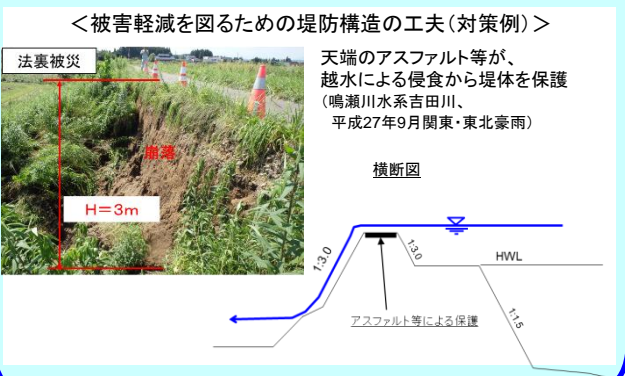 ＜被害軽減を図るための堤防構造の工夫（対策例）＞
法裏被災
崩落
H＝3m
天端のアスファルト等が、
越水による侵食から堤体を保護
（鳴瀬川水系吉田川、
平成27年9月関東・東北豪雨）
横断図
1:3.0
1:3.0
HWL
1:1.5
アスファルト等による保護